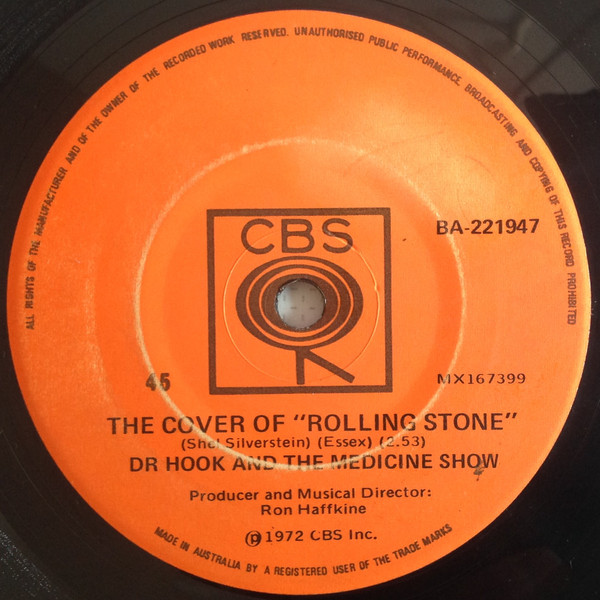 ALL RIGHTS OF THE MANUFACTURER AND OF THE OWNER OF THE RECORDED WORK RESERVED. UNAUTHORISED PUBLIC PERFORMANCE, BROADCASTING AND COPYING OF THIS RECORD PROHIBITED
CBS
BA-221947
45
MX167399
THE COVER OF "ROLLING STONE"
(Shel Silverstein) (Essex) (2.53)
DR HOOK AND THE MEDICINE SHOW
Producer and Musical Director:
Ron Haffkine
℗1972 CBS Inc.
MADE IN AUSTRALIA BY A REGISTERED USER OF THE TRADE MARKS